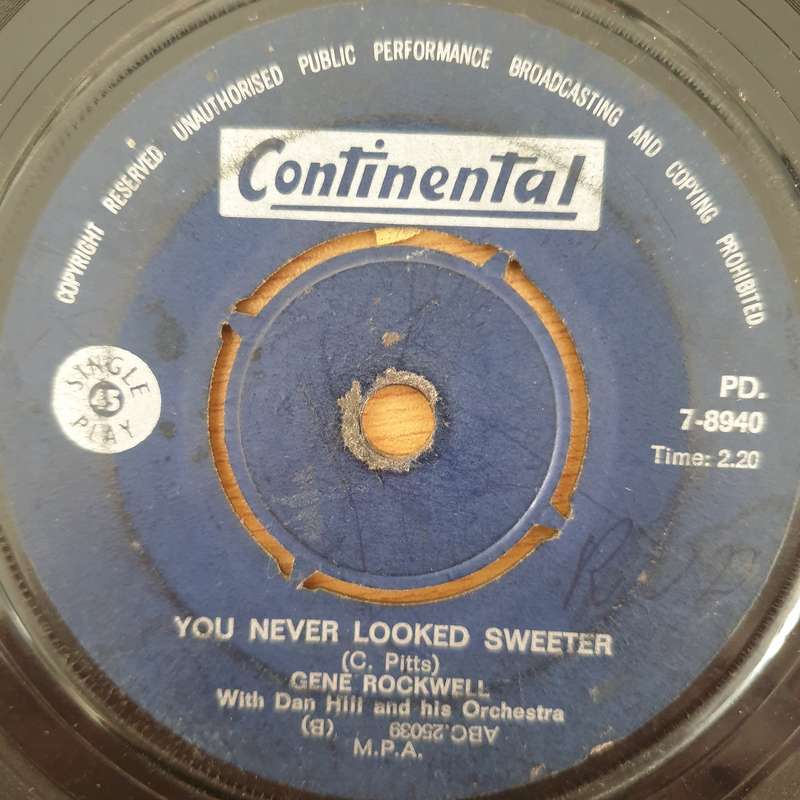 COPYRIGHT RESERVED. UNAUTHORISED PUBLIC PERFORMANCE BROADCASTING AND COPYING PROHIBITED.
Continental
SINGLE
45
PLAY
PD.
7-8940
Time: 2.20
YOU NEVER LOOKED SWEETER
(C. Pitts)
GENE ROCKWELL
With Dan Hill and his Orchestra
(B) ABC.25039
M.P.A.